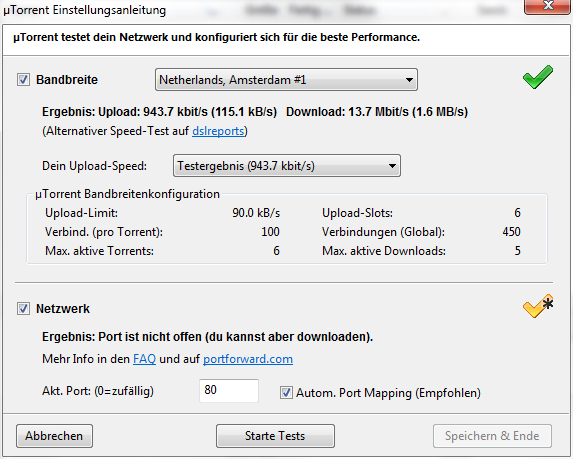 µTorrent Einstellungsanleitung
µTorrent testet dein Netzwerk und konfiguriert sich für die beste Performance.
Bandbreite Netherlands, Amsterdam #1
Ergebnis: Upload: 943.7 kbit/s (115.1 kB/s) Download: 13.7 Mbit/s (1.6 MB/s)
(Alternativer Speed-Test auf dslreports)
Dein Upload-Speed: Testergebnis (943.7 kbit/s)
µTorrent Bandbreitenkonfiguration
Upload-Limit: 90.0 kB/s Upload-Slots: 6
Verbind. (pro Torrent): 100 Verbindungen (Global): 450
Max. aktive Torrents: 6 Max. aktive Downloads: 5
Netzwerk
Ergebnis: Port ist nicht offen (du kannst aber downloaden).
Mehr Info in den FAQ und auf portforward.com
Akt. Port: (0=zufällig) 80 Autom. Port Mapping (Empfohlen)
Abbrechen Starte Tests Speichern & Ende